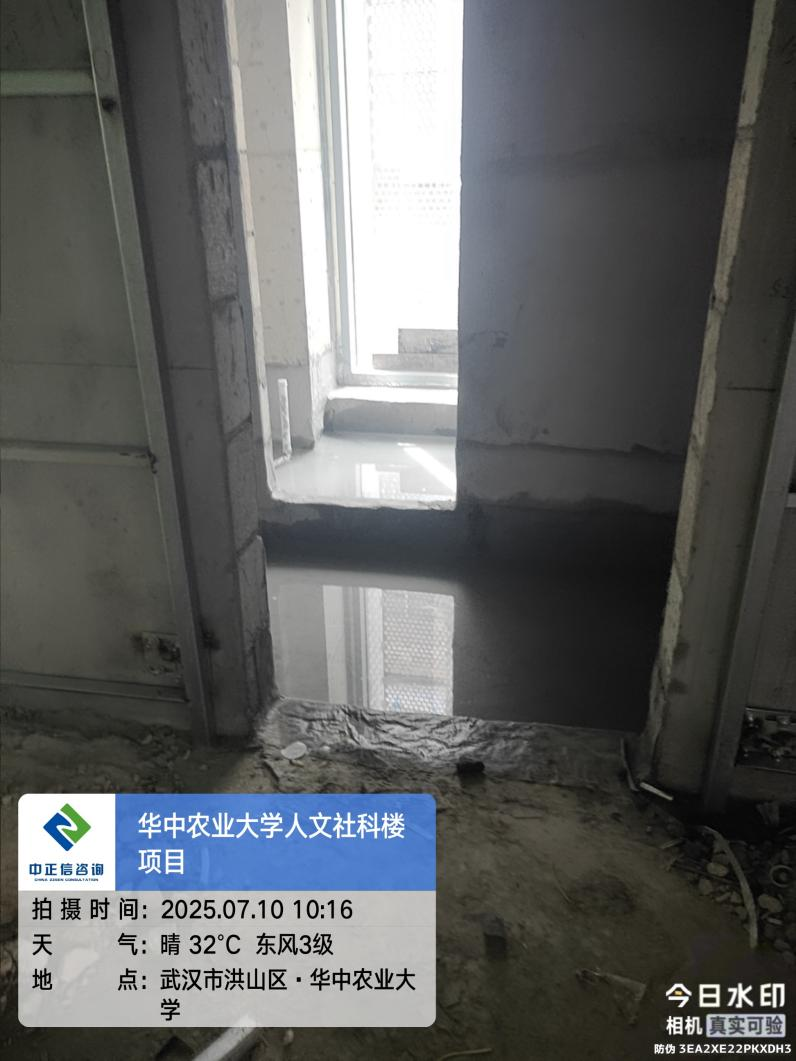 中正信咨询
CHINA AZXEN CONSULTATION
华中农业大学人文社科楼
项目
拍摄时间: 2025.07.10 10:16
天气: 晴 32°C 东风3级
地点: 武汉市洪山区·华中农业大
学
今日水印
相机 真实可验
防伪 3EA2XE22PKXDH3